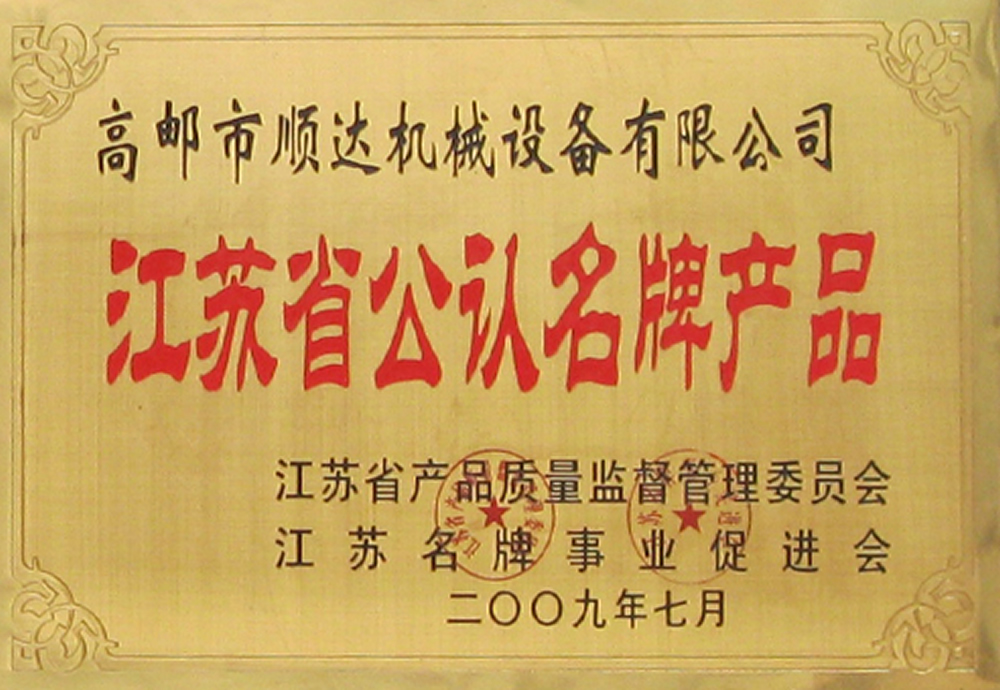 高邮市顺达机械设备有限公司
江苏省公认名牌产品
江苏省产品质量监督管理委员会
江苏名牌事业促进会
二〇〇九年七月